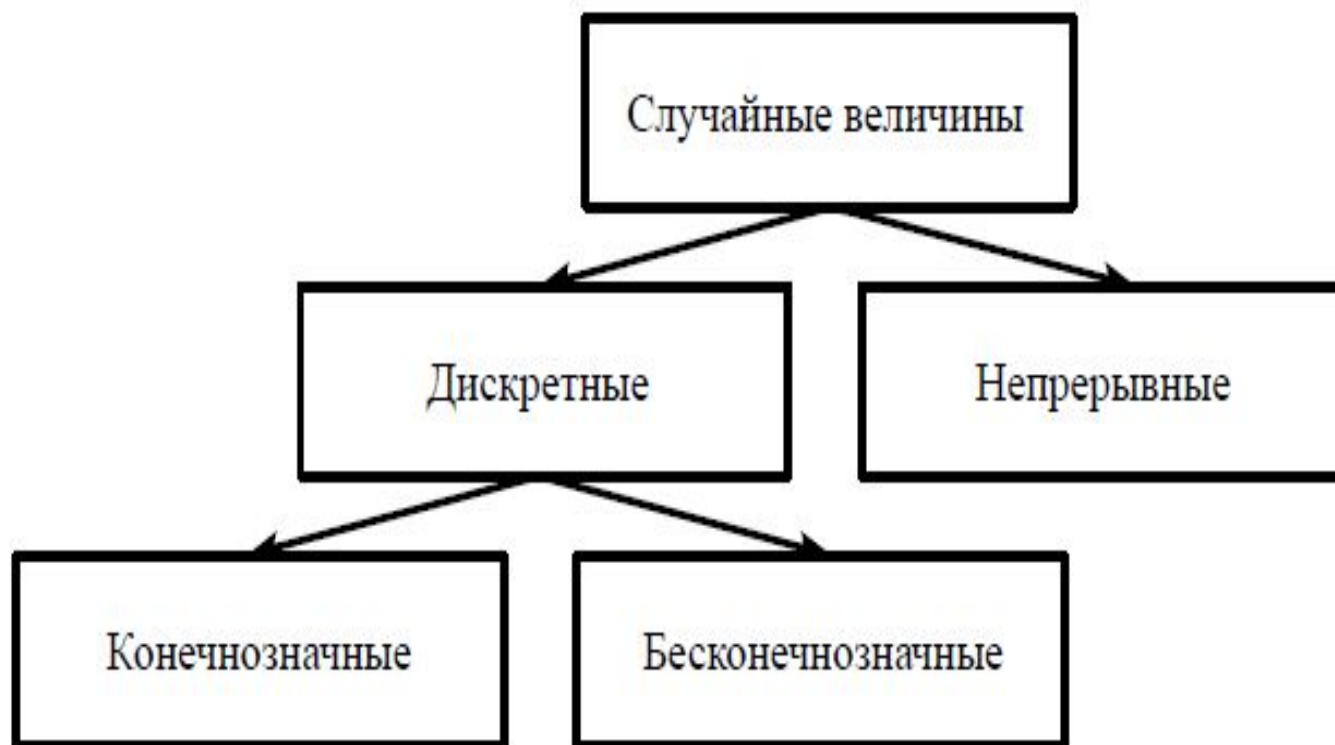 Случайные величины
Дискретные
Непрерывные
Конечнозначные
Бесконечнозначные